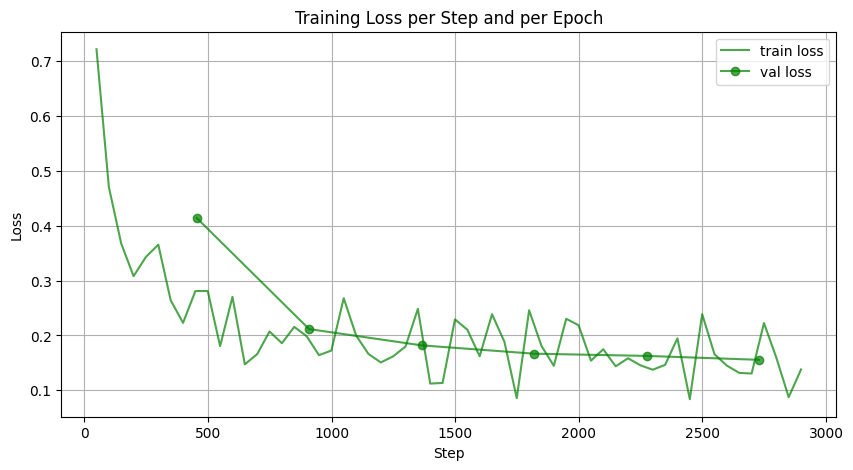 Training Loss per Step and per Epoch
train loss
val loss
0.7
0.6
0.5
0.4
0.3
0.2
0.1
Loss
0
500
1000
1500
2000
2500
3000
Step